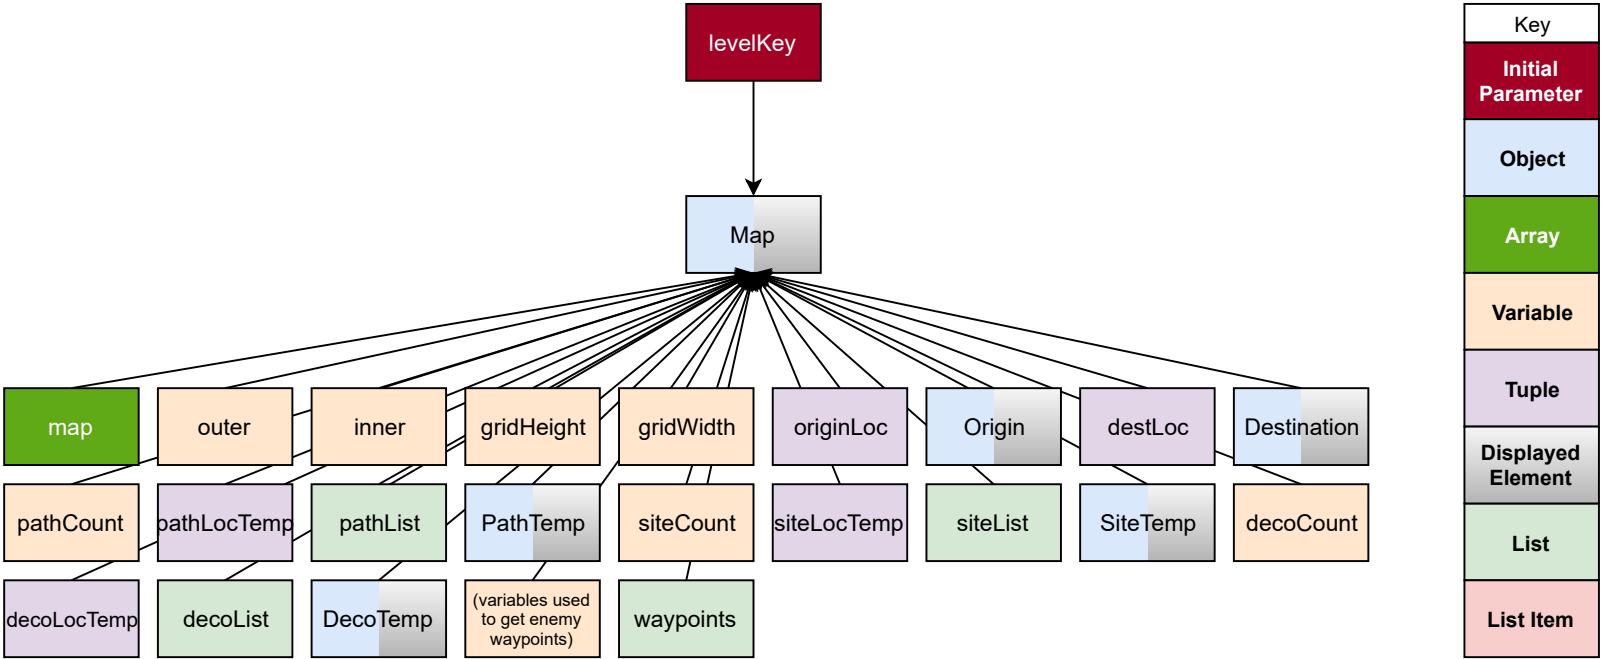 levelKey
Key
Initial
Parameter
Object
Map
Array
Variable
map
outer
inner
gridHeight
gridWidth
originLoc
Origin
destLoc
Destination
Tuple
Displayed
Element
pathCount
pathLocTemp
pathList
PathTemp
siteCount
siteLocTemp
siteList
SiteTemp
decoCount
List
decoLocTemp
decoList
DecoTemp
(variables used
to get enemy
waypoints)
waypoints
List Item